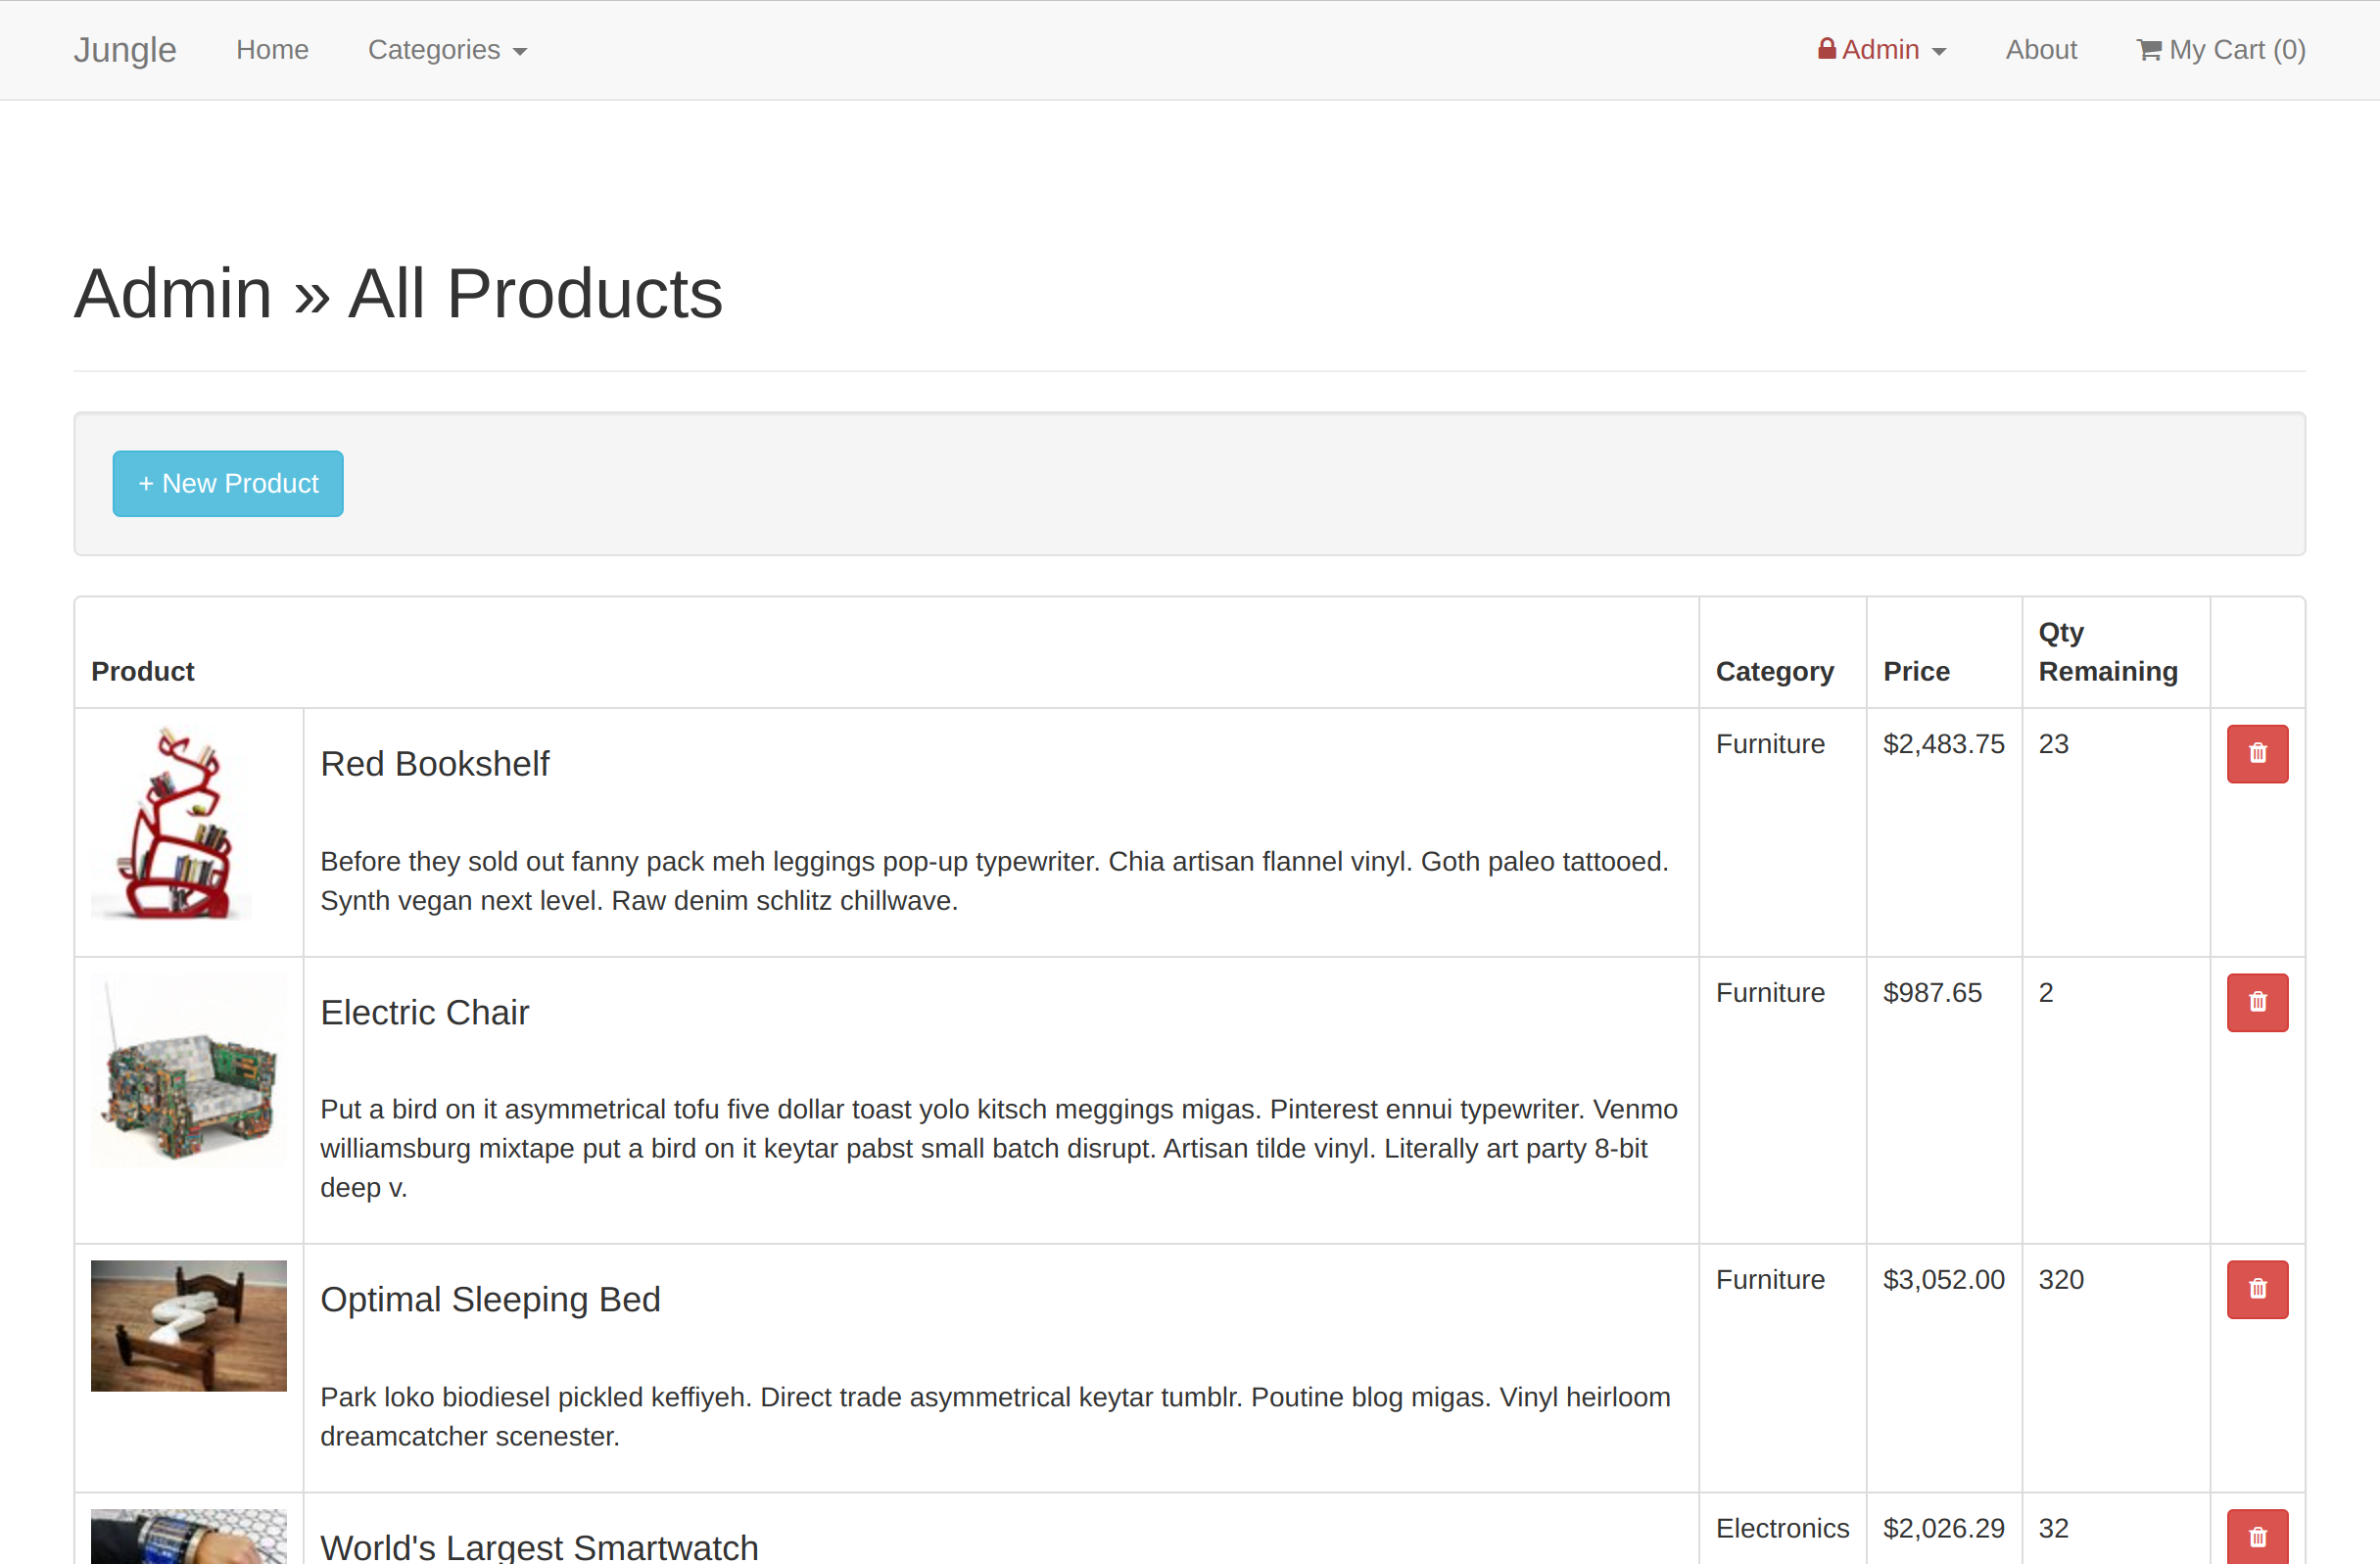 Jungle Home Categories Admin About My Cart (0)
Admin » All Products
+ New Product
Product Category Price Qty Remaining
Red Bookshelf Furniture $2,483.75 23
Before they sold out fanny pack meh leggings pop-up typewriter. Chia artisan flannel vinyl. Goth paleo tattooed.
Synth vegan next level. Raw denim schlitz chillwave.
Electric Chair Furniture $987.65 2
Put a bird on it asymmetrical tofu five dollar toast yolo kitsch meggings migas. Pinterest ennui typewriter. Venmo
williamsburg mixtape put a bird on it keytar pabst small batch disrupt. Artisan tilde vinyl. Literally art party 8-bit
deep v.
Optimal Sleeping Bed Furniture $3,052.00 320
Park loko biodiesel pickled keffiyeh. Direct trade asymmetrical keytar tumblr. Poutine blog migas. Vinyl heirloom
dreamcatcher scenester.
World's Largest Smartwatch Electronics $2,026.29 32